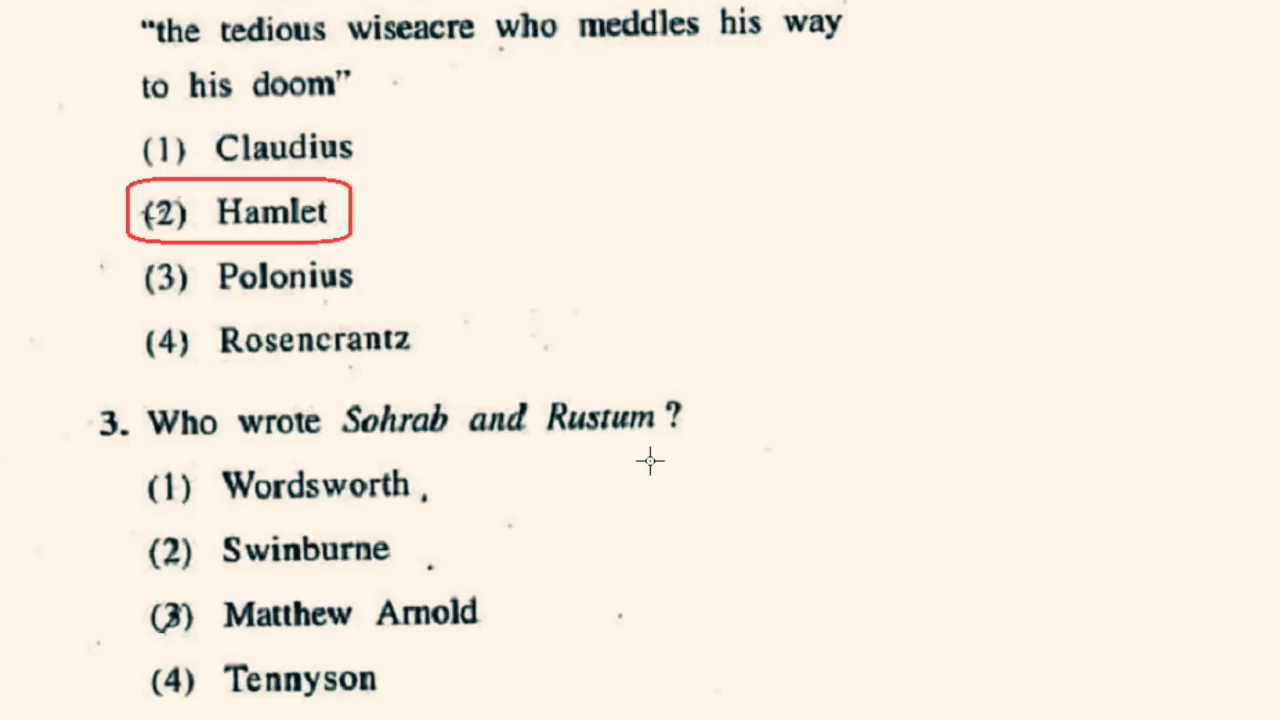 “the tedious wiseacre who meddles his way
to his doom”
(1) Claudius
(2) Hamlet
(3) Polonius
(4) Rosencrantz
3. Who wrote Sohrab and Rustum ?
(1) Wordsworth
(2) Swinburne
(3) Matthew Arnold
(4) Tennyson